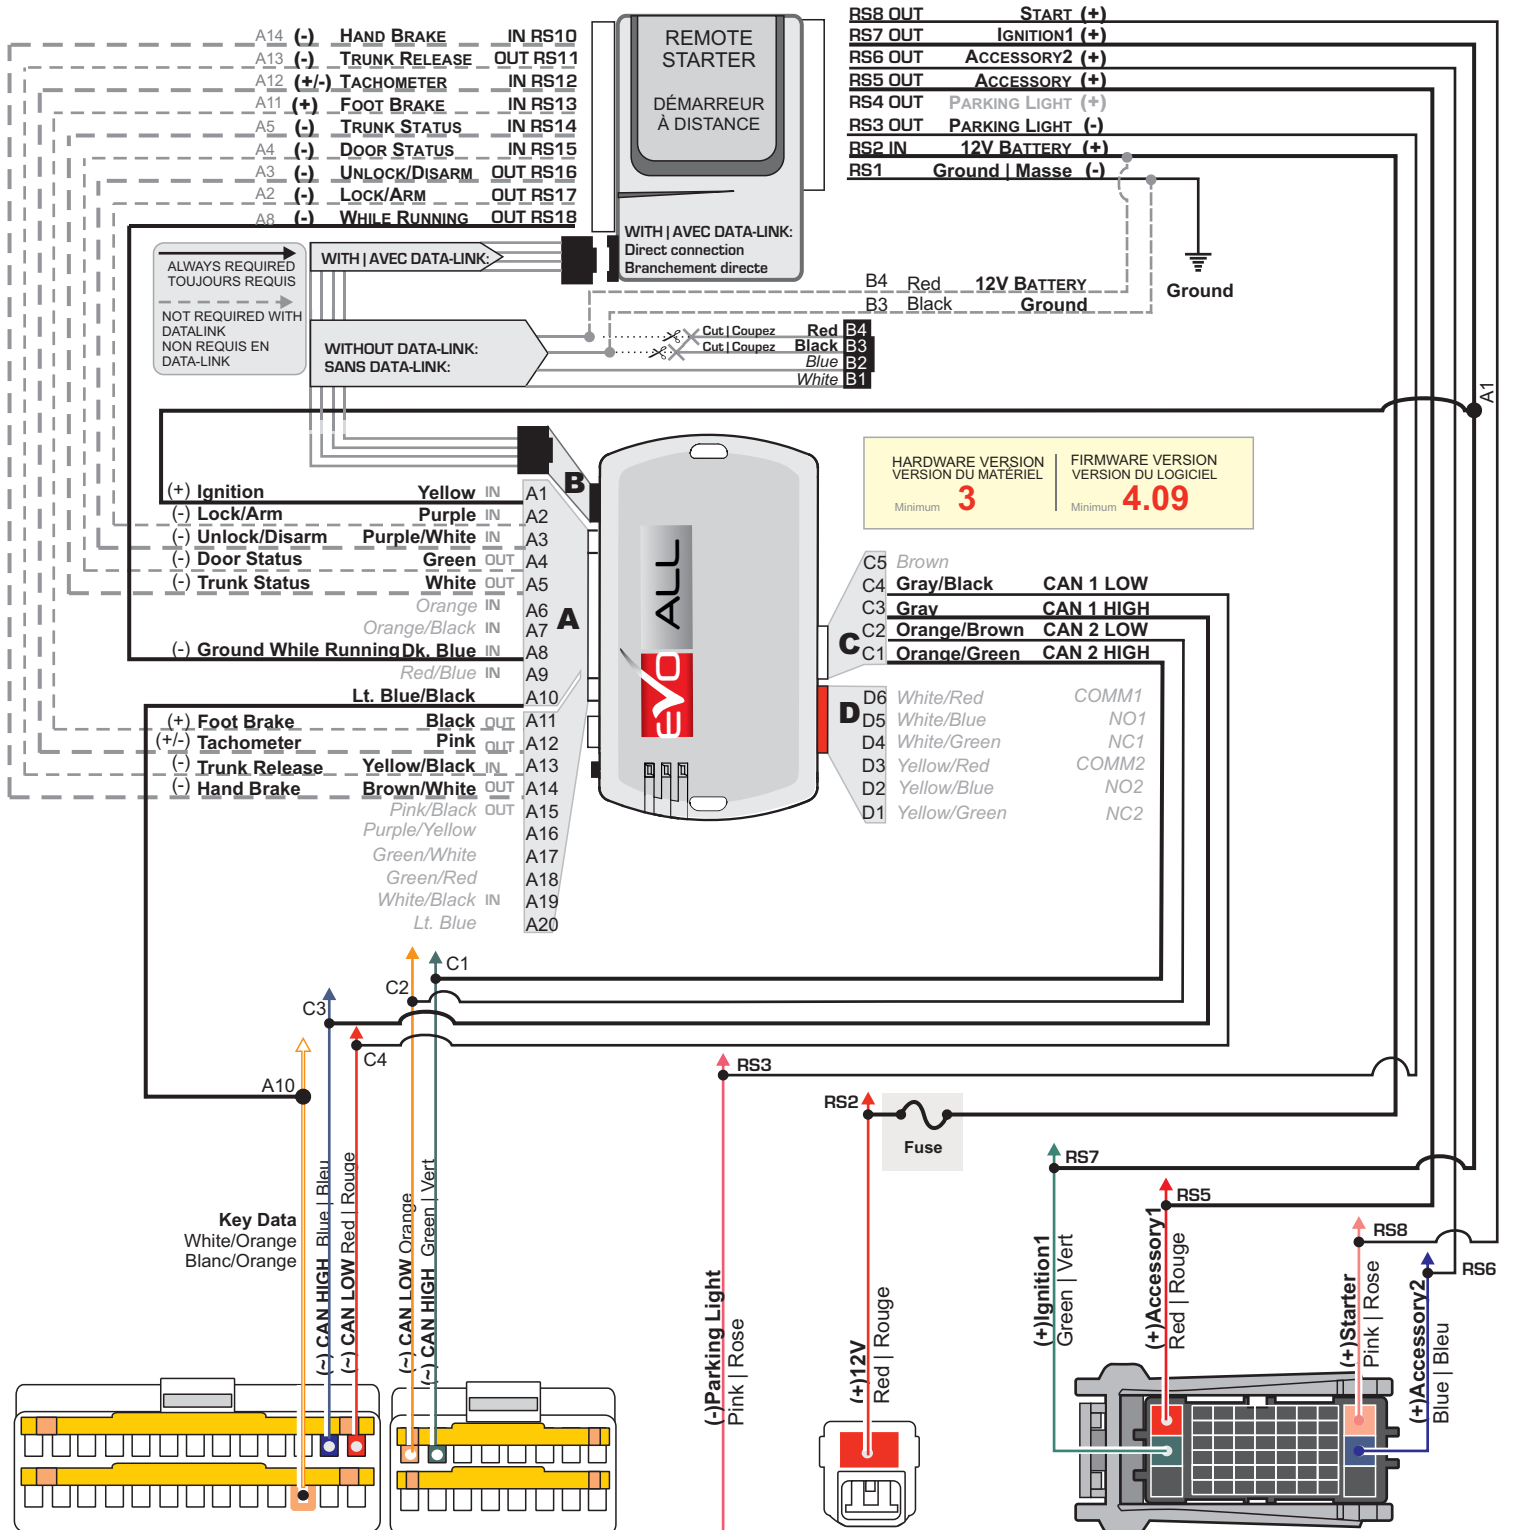 A14 (-) HAND BRAKE IN RS10
A13 (-) TRUNK RELEASE OUT RS11
A12 (+/-) TACHOMETER IN RS12
A11 (+) FOOT BRAKE IN RS13
A5 (-) TRUNK STATUS IN RS14
A4 (-) DOOR STATUS IN RS15
A3 (-) UNLOCK/DISARM OUT RS16
A2 (-) LOCK/ARM OUT RS17
A8 (-) WHILE RUNNING OUT RS18
REMOTE
STARTER
DÉMARREUR
À DISTANCE
WITH | AVEC DATA-LINK:
Direct connection
Branchement directe
RS8 OUT START (+)
RS7 OUT IGNITION1 (+)
RS6 OUT ACCESSORY2 (+)
RS5 OUT ACCESSORY (+)
RS4 OUT PARKING LIGHT (+)
RS3 OUT PARKING LIGHT (-)
RS2 IN 12V BATTERY (+)
RS1 Ground | Masse (-)
Ground
ALWAYS REQUIRED
TOUJOURS REQUIS
NOT REQUIRED WITH
DATALINK
NON REQUIS EN
DATA-LINK
WITH | AVEC DATA-LINK:
WITHOUT DATA-LINK:
SANS DATA-LINK:
B4 Red 12V BATTERY
B3 Black Ground
Cut | Coupez Red B4
Cut | Coupez Black B3
Blue B2
White B1
A1
HARDWARE VERSION
VERSION DU MATÉRIEL
Minimum 3
FIRMWARE VERSION
VERSION DU LOGICIEL
Minimum 4.09
B
A
(+) Ignition Yellow IN A1
(-) Lock/Arm Purple IN A2
(-) Unlock/Disarm Purple/White IN A3
(-) Door Status Green OUT A4
(-) Trunk Status White OUT A5
Orange IN A6
Orange/Black IN A7
(-) Ground While Running Dk. Blue IN A8
Red/Blue IN A9
Lt. Blue/Black A10
(+) Foot Brake Black OUT A11
(+/-) Tachometer Pink OUT A12
(-) Trunk Release Yellow/Black IN A13
(-) Hand Brake Brown/White OUT A14
Pink/Black OUT A15
Purple/Yellow A16
Green/White A17
Green/Red A18
White/Black IN A19
Lt. Blue A20
EVO ALL
C
C5 Brown
C4 Gray/Black CAN 1 LOW
C3 Gray CAN 1 HIGH
C2 Orange/Brown CAN 2 LOW
C1 Orange/Green CAN 2 HIGH
D
D6 White/Red COMM1
D5 White/Blue NO1
D4 White/Green NC1
D3 Yellow/Red COMM2
D2 Yellow/Blue NO2
D1 Yellow/Green NC2
C1
C2
C3
C4
A10
RS3
RS2
Fuse
RS7
RS5
RS8
RS6
Key Data
White/Orange
Blanc/Orange
(~) CAN HIGH Blue | Bleu
(~) CAN LOW Red | Rouge
(~) CAN LOW Orange
(~) CAN HIGH Green | Vert
(-)Parking Light
Pink | Rose
(+)12V
Red | Rouge
(+)Ignition1
Green | Vert
(+)Accessory1
Red | Rouge
(+)Starter
Pink | Rose
(+)Accessory2
Blue | Bleu